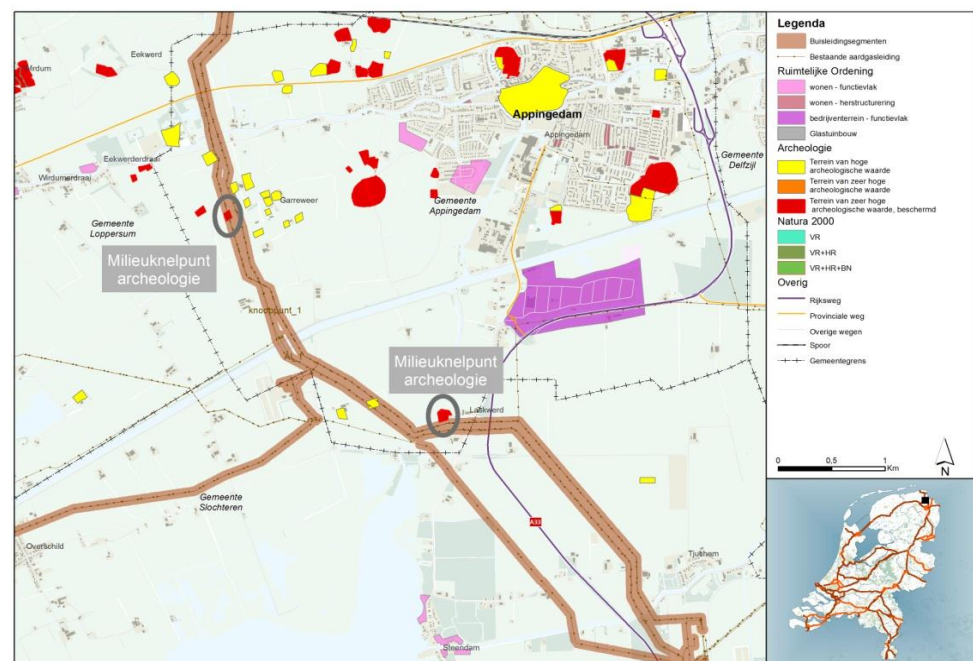 Eekwerd
Wirdum
Appingedam
Appingedam
Gemeente
Delfzijl
Eekwerderdraai
Wirdumerdraai
Garreweer
Gemeente
Appingedam
Gemeente
Loppersum
Milieuknelpunt
archeologie
knooppunt_1
Milieuknelpunt
archeologie
Laskwerd
Gemeente
Slochteren
A33
Overschild
Tjuchem
Steendam
Legenda
Buisleidingsegmenten
Bestaande aardgasleiding
Ruimtelijke Ordening
wonen - functievlak
wonen - herstructurering
bedrijventerrein - functievlak
Glastuinbouw
Archeologie
Terrein van hoge
archeologische waarde
Terrein van zeer hoge
archeologische waarde
Terrein van zeer hoge
archeologische waarde, beschermd
Natura 2000
VR
VR+HR
VR+HR+BN
Overig
Rijksweg
Provinciale weg
Overige wegen
Spoor
Gemeentegrens
0 0,5 1
Km
N